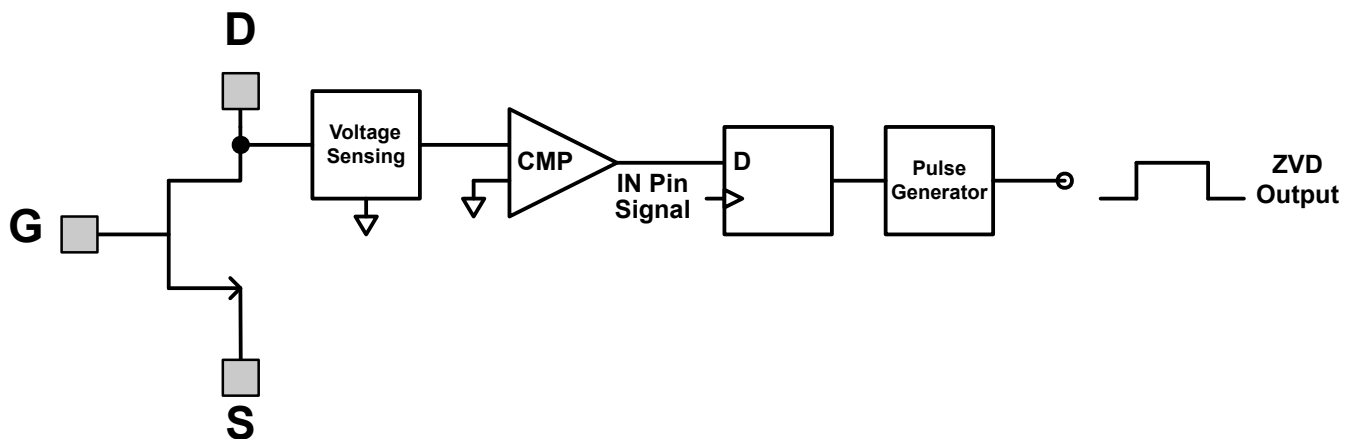 D
G
S
Voltage
Sensing
CMP
IN Pin
Signal
D
Pulse
Generator
ZVD
Output